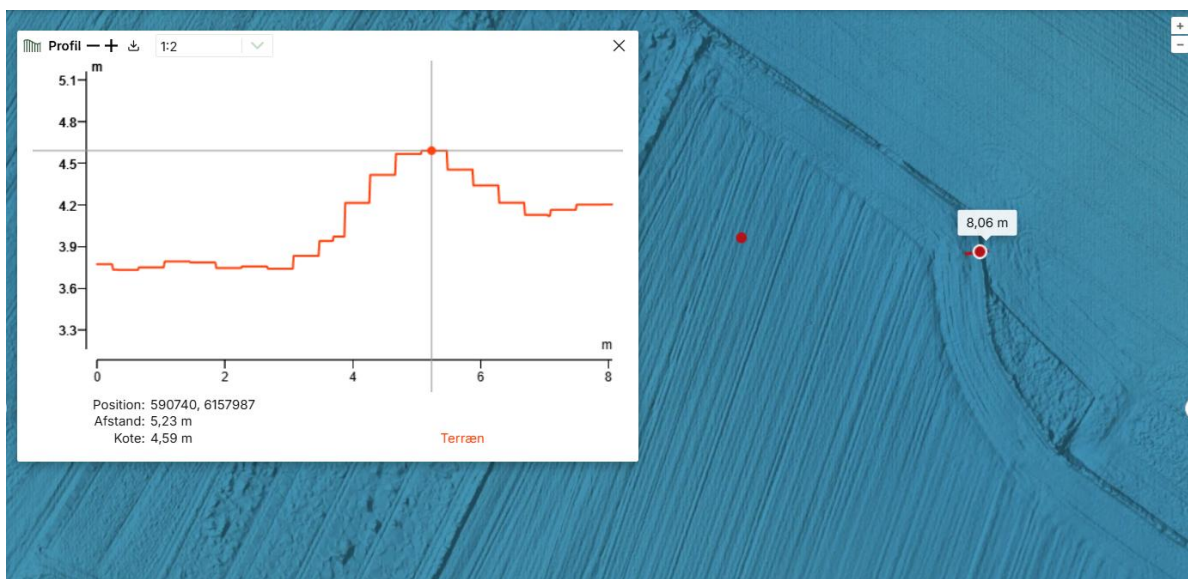 Profil 1:2
m
5.1
4.8
4.5
4.2
3.9
3.6
3.3
m
0 2 4 6 8
Position: 590740, 6157987
Afstand: 5,23 m
Kote: 4,59 m
Terræn
8,06 m
+
−